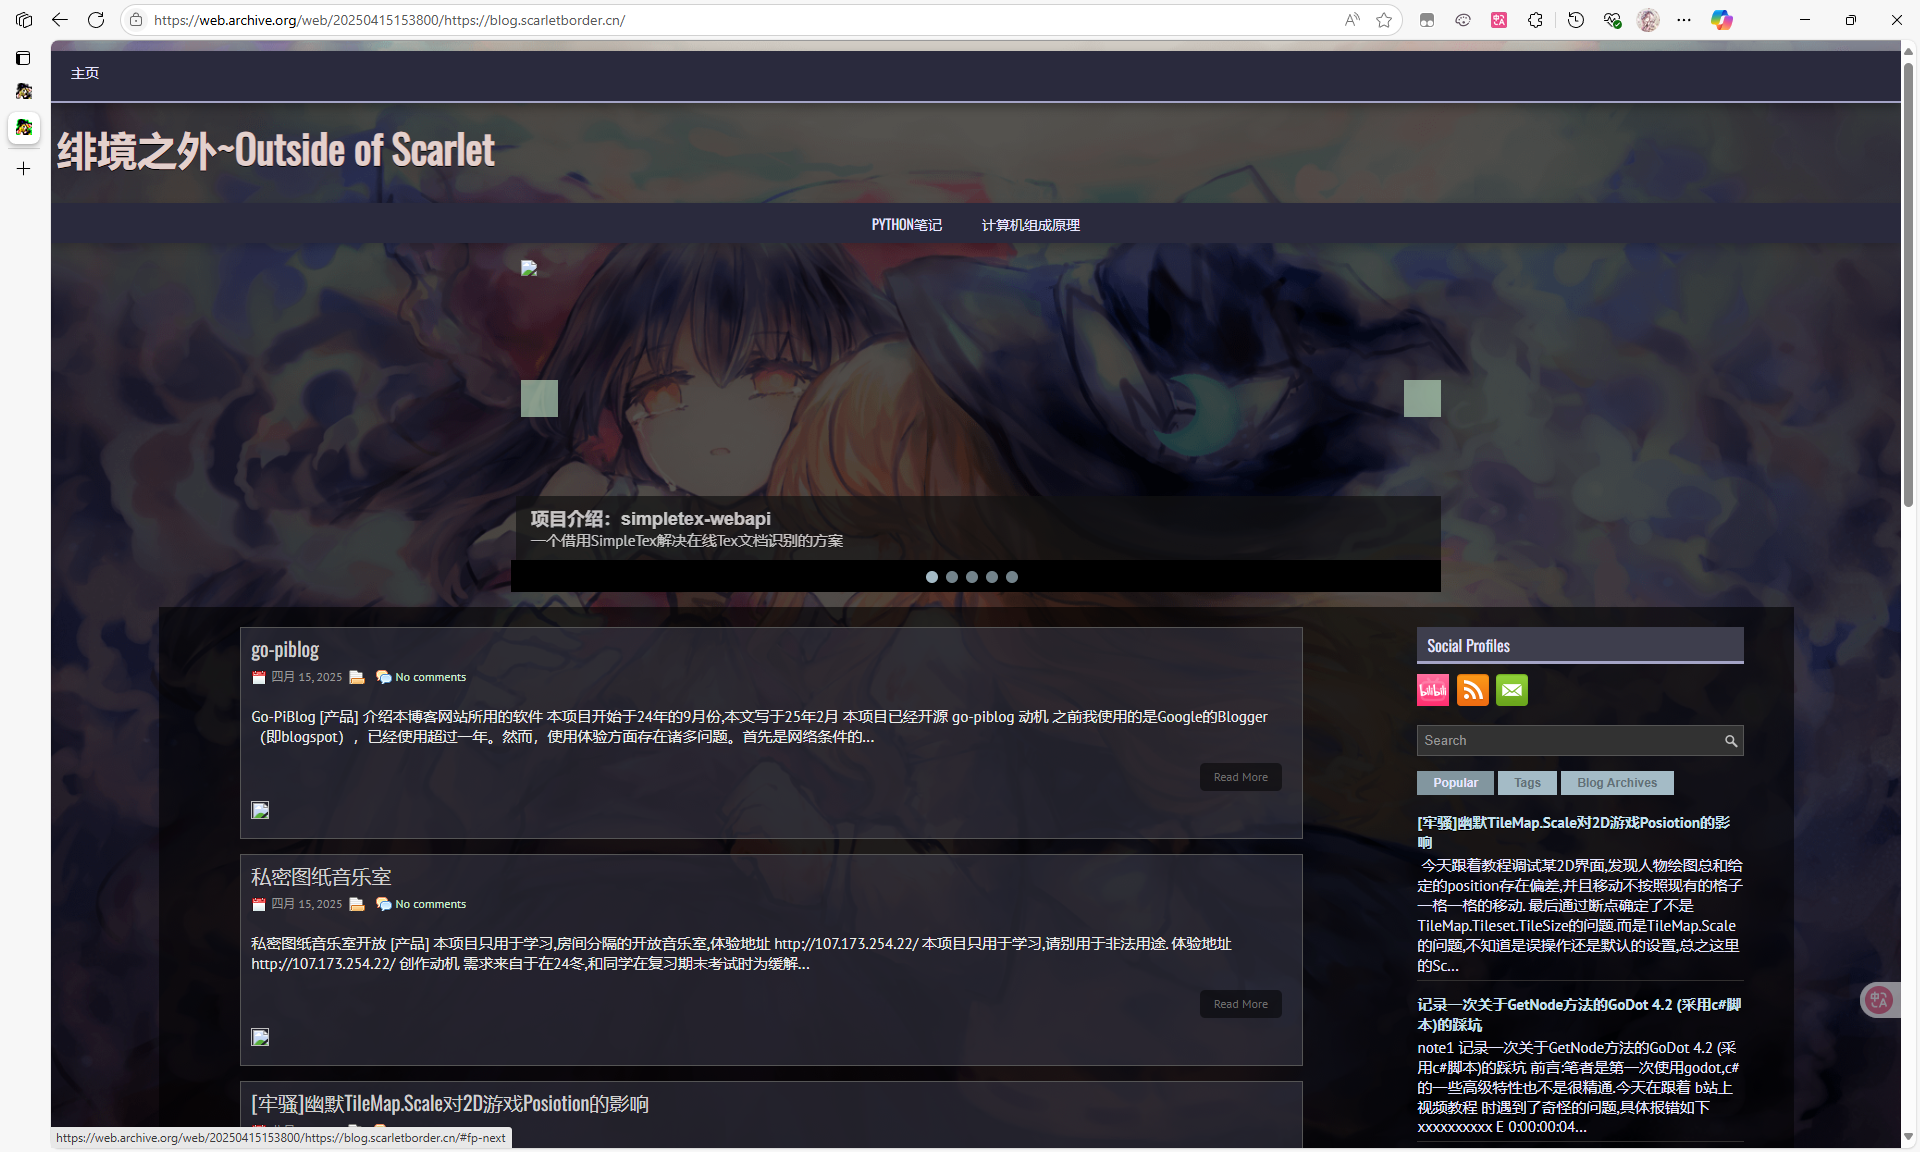 https://web.archive.org/web/20250415153800/https://blog.scarletborder.cn/
主页
绯境之外~Outside of Scarlet
PYTHON笔记
计算机组成原理
项目介绍：simpletex-webapi
一个借用SimpleTex解决在线Tex文档识别的方案
go-piblog
四月 15, 2025 No comments
Go-PiBlog [产品] 介绍本博客网站所用的软件 本项目开始于24年的9月份,本文写于25年2月 本项目已经开源 go-piblog 动机 之前我使用的是Google的Blogger
（即blogspot），已经使用超过一年。然而，使用体验方面存在诸多问题。首先是网络条件的...
Read More
私密图纸音乐室
四月 15, 2025 No comments
私密图纸音乐室开放 [产品] 本项目只用于学习,房间分隔的开放音乐室,体验地址 http://107.173.254.22/ 本项目只用于学习,请别用于非法用途. 体验地址
http://107.173.254.22/ 创作动机 需求来自于在24冬,和同学在复习期末考试时为缓解...
Read More
[牢骚]幽默TileMap.Scale对2D游戏Posiotion的影响
Social Profiles
bilibili
Search
Popular
Tags
Blog Archives
[牢骚]幽默TileMap.Scale对2D游戏Posiotion的影
响
今天跟着教程调试某2D界面,发现人物绘图总和给
定的position存在偏差,并且移动不按照现有的格子
一格一格的移动. 最后通过断点确定了不是
TileMap.Tileset.TileSize的问题.而是TileMap.Scale
的问题,不知道是误操作还是默认的设置,总之这里
的Sc...
记录一次关于GetNode方法的GoDot 4.2 (采用c#脚
本)的踩坑
note1 记录一次关于GetNode方法的GoDot 4.2 (采
用c#脚本)的踩坑 前言:笔者是第一次使用godot,c#
的一些高级特性也不是很精通.今天在跟着 b站上
视频教程 时遇到了奇怪的问题,具体报错如下
xxxxxxxxxx E 0:00:00:04...
https://web.archive.org/web/20250415153800/https://blog.scarletborder.cn/#fp-next